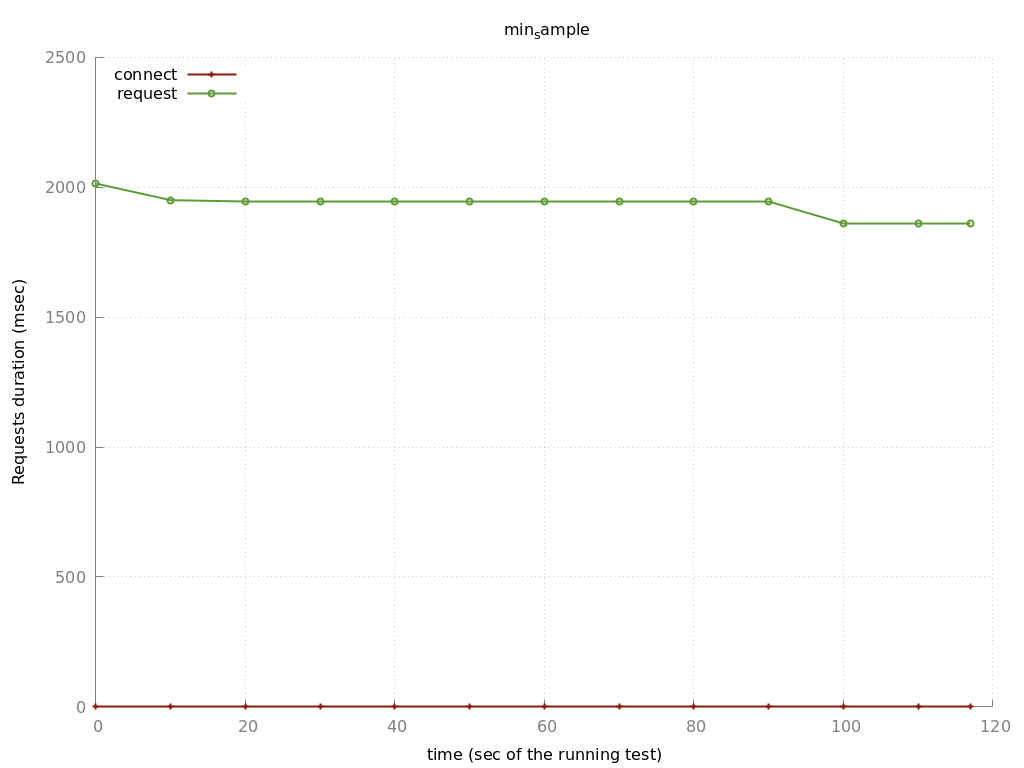 min_sample
2500
connect
request
2000
1500
1000
500
0
0 20 40 60 80 100 120
Requests duration (msec)
time (sec of the running test)